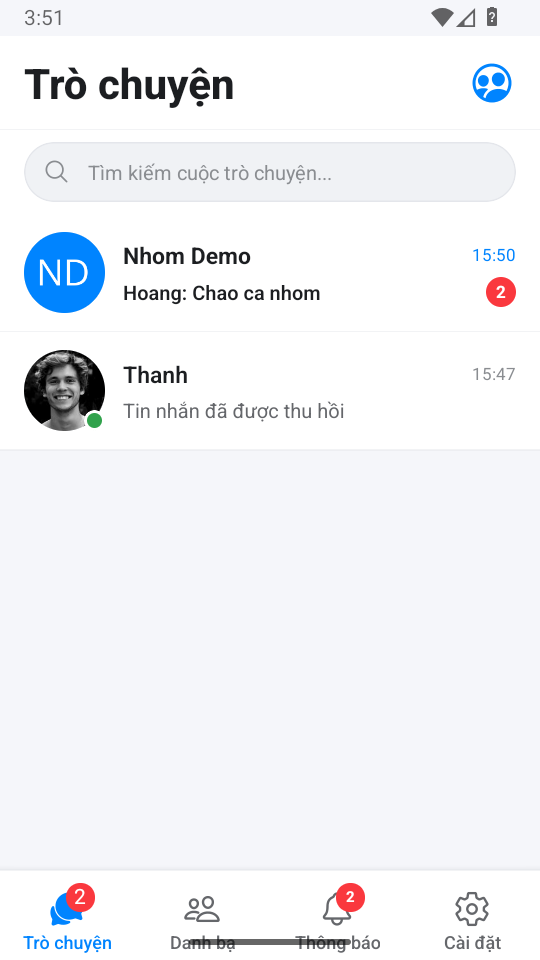 3:51
Trò chuyện
Tìm kiếm cuộc trò chuyện...
ND
Nhom Demo
15:50
Hoang: Chao ca nhom
2
Thanh
15:47
Tin nhắn đã được thu hồi
2
2
Trò chuyện
Danh bạ
Thông báo
Cài đặt